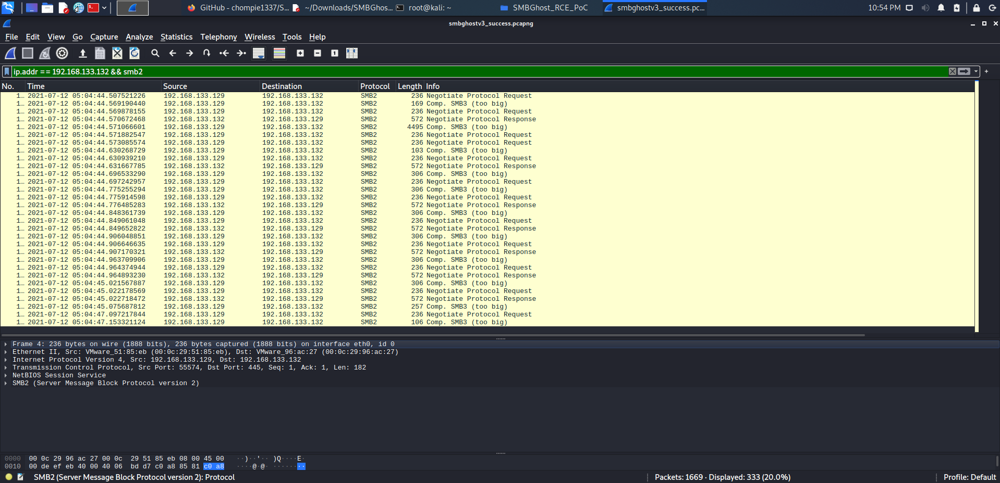 GitHub - chompie1337/S... ~/Downloads/SMBGhos... root@kali: ~ SMBGhost_RCE_PoC smbghostv3_success.pc... 10:54 PM
smbghostv3_success.pcapng
File Edit View Go Capture Analyze Statistics Telephony Wireless Tools Help
ip.addr == 192.168.133.132 && smb2
No. Time Source Destination Protocol Length Info
1… 2021-07-12 05:04:44.507521226 192.168.133.129 192.168.133.132 SMB2 236 Negotiate Protocol Request
1… 2021-07-12 05:04:44.569190440 192.168.133.129 192.168.133.132 SMB2 169 Comp. SMB3 (too big)
1… 2021-07-12 05:04:44.569878155 192.168.133.129 192.168.133.132 SMB2 236 Negotiate Protocol Request
1… 2021-07-12 05:04:44.570672468 192.168.133.132 192.168.133.129 SMB2 572 Negotiate Protocol Response
1… 2021-07-12 05:04:44.571066601 192.168.133.129 192.168.133.132 SMB2 4495 Comp. SMB3 (too big)
1… 2021-07-12 05:04:44.571882547 192.168.133.129 192.168.133.132 SMB2 236 Negotiate Protocol Request
1… 2021-07-12 05:04:44.573085574 192.168.133.129 192.168.133.132 SMB2 236 Negotiate Protocol Request
1… 2021-07-12 05:04:44.630268729 192.168.133.129 192.168.133.132 SMB2 103 Comp. SMB3 (too big)
1… 2021-07-12 05:04:44.630939210 192.168.133.129 192.168.133.132 SMB2 236 Negotiate Protocol Request
1… 2021-07-12 05:04:44.631667785 192.168.133.132 192.168.133.129 SMB2 572 Negotiate Protocol Response
1… 2021-07-12 05:04:44.696533290 192.168.133.129 192.168.133.132 SMB2 306 Comp. SMB3 (too big)
1… 2021-07-12 05:04:44.697242957 192.168.133.129 192.168.133.132 SMB2 236 Negotiate Protocol Request
1… 2021-07-12 05:04:44.775255294 192.168.133.129 192.168.133.132 SMB2 306 Comp. SMB3 (too big)
1… 2021-07-12 05:04:44.775914598 192.168.133.129 192.168.133.132 SMB2 236 Negotiate Protocol Request
1… 2021-07-12 05:04:44.776485283 192.168.133.132 192.168.133.129 SMB2 572 Negotiate Protocol Response
1… 2021-07-12 05:04:44.848361739 192.168.133.129 192.168.133.132 SMB2 306 Comp. SMB3 (too big)
1… 2021-07-12 05:04:44.849061048 192.168.133.129 192.168.133.132 SMB2 236 Negotiate Protocol Request
1… 2021-07-12 05:04:44.849652822 192.168.133.132 192.168.133.129 SMB2 572 Negotiate Protocol Response
1… 2021-07-12 05:04:44.906048851 192.168.133.129 192.168.133.132 SMB2 306 Comp. SMB3 (too big)
1… 2021-07-12 05:04:44.906646635 192.168.133.129 192.168.133.132 SMB2 236 Negotiate Protocol Request
1… 2021-07-12 05:04:44.907170321 192.168.133.132 192.168.133.129 SMB2 572 Negotiate Protocol Response
1… 2021-07-12 05:04:44.963709906 192.168.133.129 192.168.133.132 SMB2 306 Comp. SMB3 (too big)
1… 2021-07-12 05:04:44.964374944 192.168.133.129 192.168.133.132 SMB2 236 Negotiate Protocol Request
1… 2021-07-12 05:04:44.964893230 192.168.133.132 192.168.133.129 SMB2 572 Negotiate Protocol Response
1… 2021-07-12 05:04:45.021567887 192.168.133.129 192.168.133.132 SMB2 306 Comp. SMB3 (too big)
1… 2021-07-12 05:04:45.022178569 192.168.133.129 192.168.133.132 SMB2 236 Negotiate Protocol Request
1… 2021-07-12 05:04:45.022718472 192.168.133.132 192.168.133.129 SMB2 572 Negotiate Protocol Response
1… 2021-07-12 05:04:45.075687812 192.168.133.129 192.168.133.132 SMB2 257 Comp. SMB3 (too big)
1… 2021-07-12 05:04:47.097217844 192.168.133.129 192.168.133.132 SMB2 236 Negotiate Protocol Request
1… 2021-07-12 05:04:47.153321124 192.168.133.129 192.168.133.132 SMB2 106 Comp. SMB3 (too big)
Frame 4: 236 bytes on wire (1888 bits), 236 bytes captured (1888 bits) on interface eth0, id 0
Ethernet II, Src: VMware_51:85:eb (00:0c:29:51:85:eb), Dst: VMware_96:ac:27 (00:0c:29:96:ac:27)
Internet Protocol Version 4, Src: 192.168.133.129, Dst: 192.168.133.132
Transmission Control Protocol, Src Port: 55574, Dst Port: 445, Seq: 1, Ack: 1, Len: 182
NetBIOS Session Service
SMB2 (Server Message Block Protocol version 2)
0000 00 0c 29 96 ac 27 00 0c 29 51 85 eb 08 00 45 00 ··)··'·· )Q····E·
0010 00 de ef eb 40 00 40 06 bd d7 c0 a8 85 81 c0 a8 ····@·@· ········
SMB2 (Server Message Block Protocol version 2): Protocol Packets: 1669 · Displayed: 333 (20.0%) Profile: Default